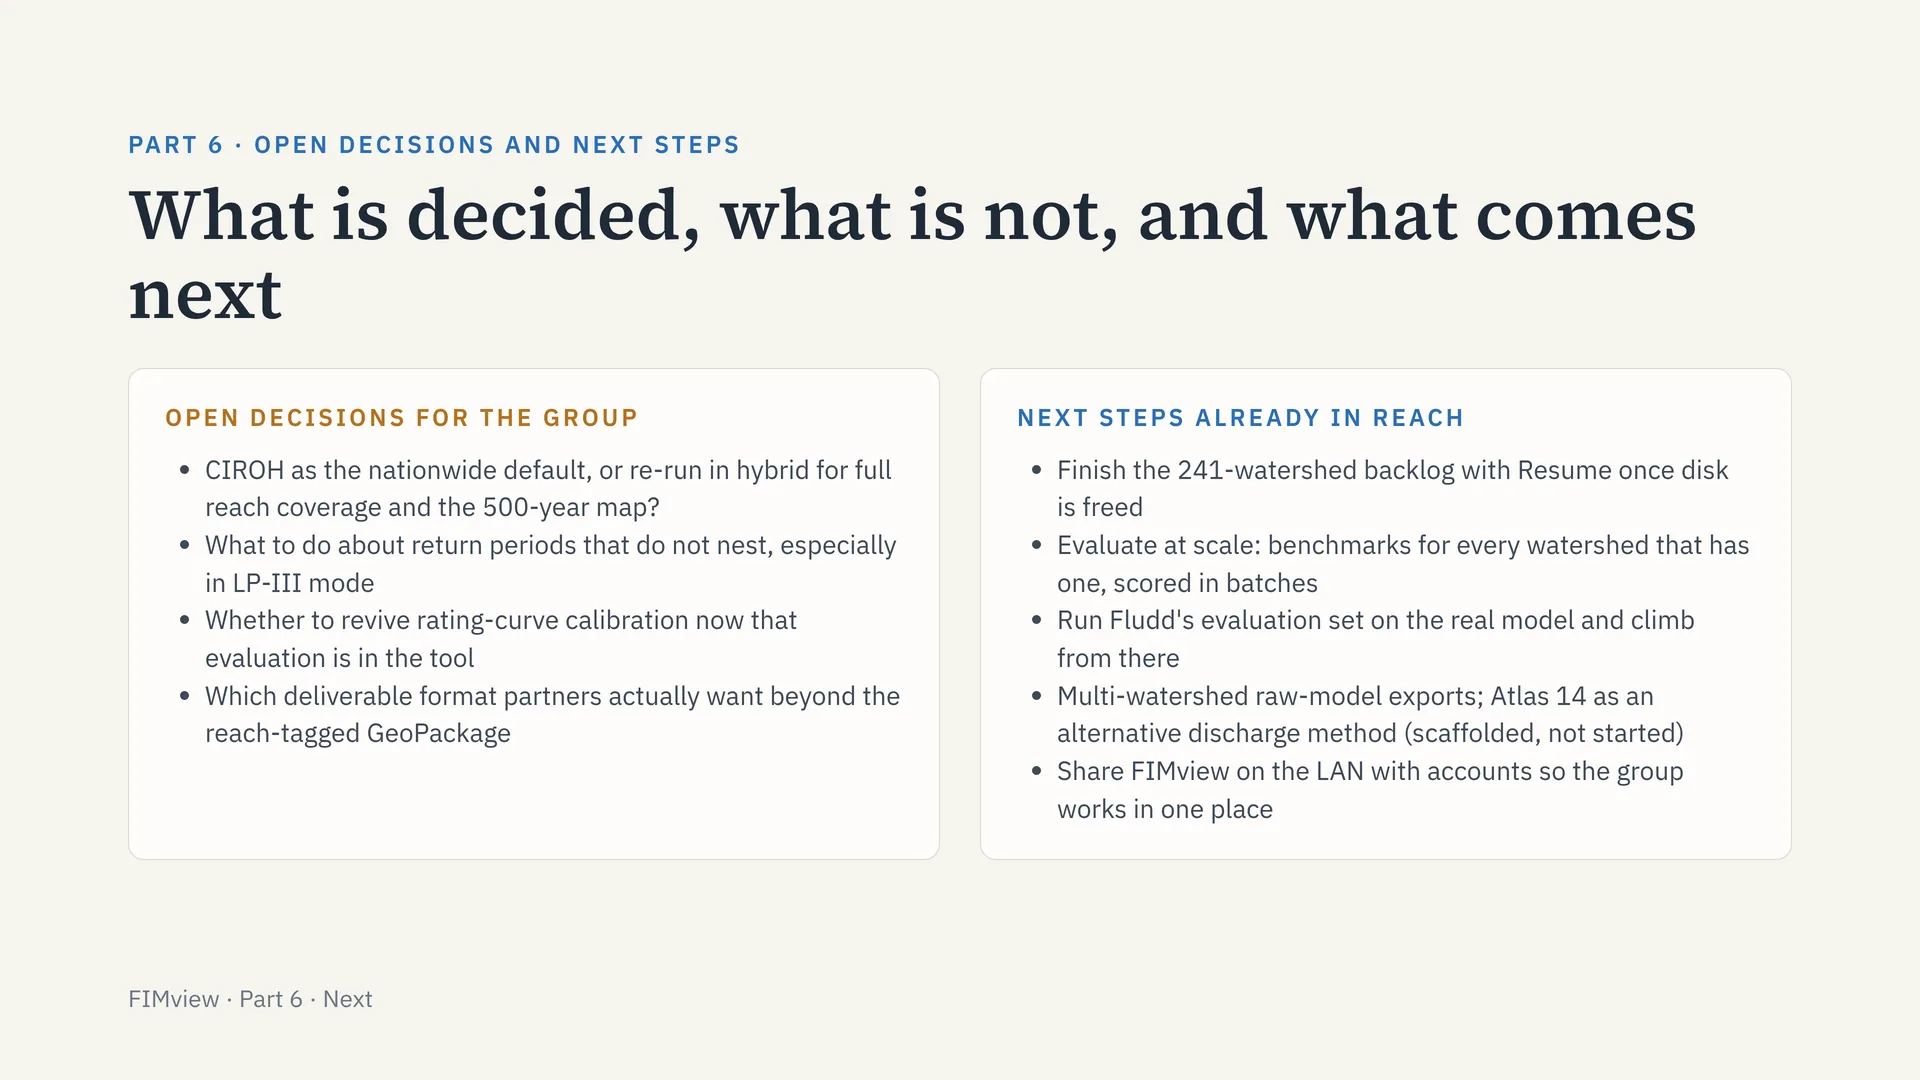 PART 6 · OPEN DECISIONS AND NEXT STEPS
What is decided, what is not, and what comes
next
OPEN DECISIONS FOR THE GROUP
• CIROH as the nationwide default, or re-run in hybrid for full
reach coverage and the 500-year map?
• What to do about return periods that do not nest, especially
in LP-III mode
• Whether to revive rating-curve calibration now that
evaluation is in the tool
• Which deliverable format partners actually want beyond the
reach-tagged GeoPackage
NEXT STEPS ALREADY IN REACH
• Finish the 241-watershed backlog with Resume once disk
is freed
• Evaluate at scale: benchmarks for every watershed that has
one, scored in batches
• Run Fludd's evaluation set on the real model and climb
from there
• Multi-watershed raw-model exports; Atlas 14 as an
alternative discharge method (scaffolded, not started)
• Share FIMview on the LAN with accounts so the group
works in one place
FIMview · Part 6 · Next